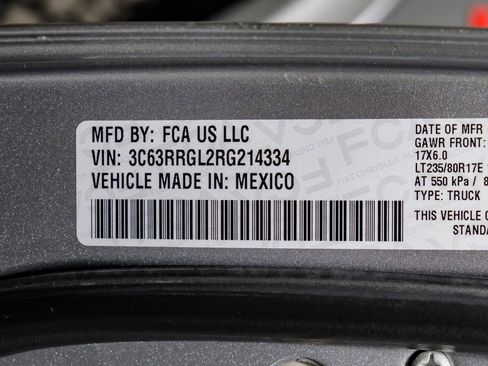 MFD BY: FCA US LLC
VIN: 3C63RRGL2RG214334
VEHICLE MADE IN: MEXICO
DATE OF MFR
GAWR FRONT:
17X6.0
LT235/80R17E
AT 550 kPa /
TYPE: TRUCK
THIS VEHICLE
STANDA